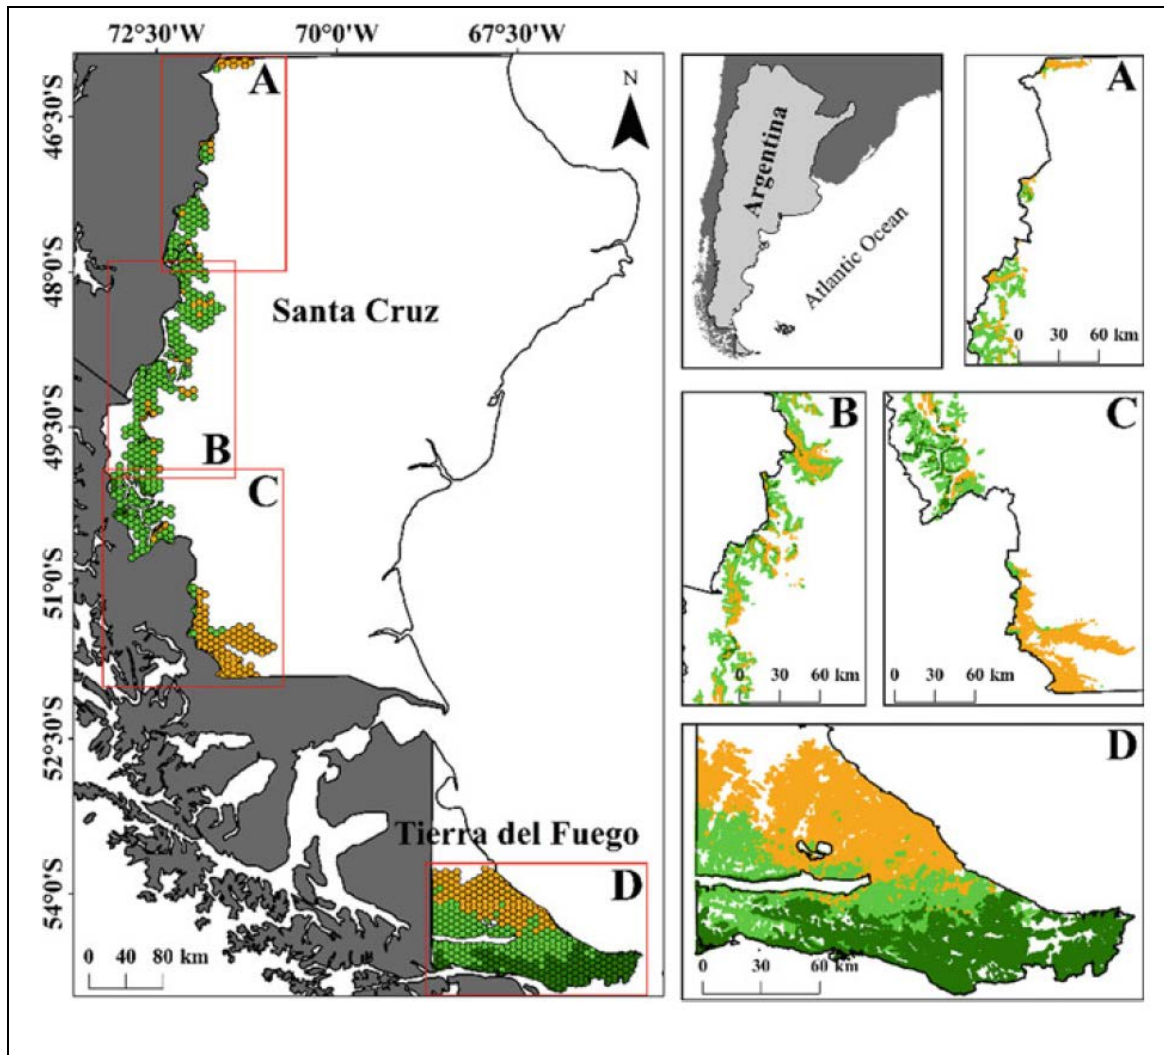 72°30'W 70°0'W 67°30'W
46°30'S
48°0'S
49°30'S
51°0'S
52°30'S
54°0'S
A
B
C
D
N
Santa Cruz
Tierra del Fuego
0 40 80 km
Argentina
Atlantic Ocean
A
0 30 60 km
B
0 30 60 km
C
0 30 60 km
D
0 30 60 km